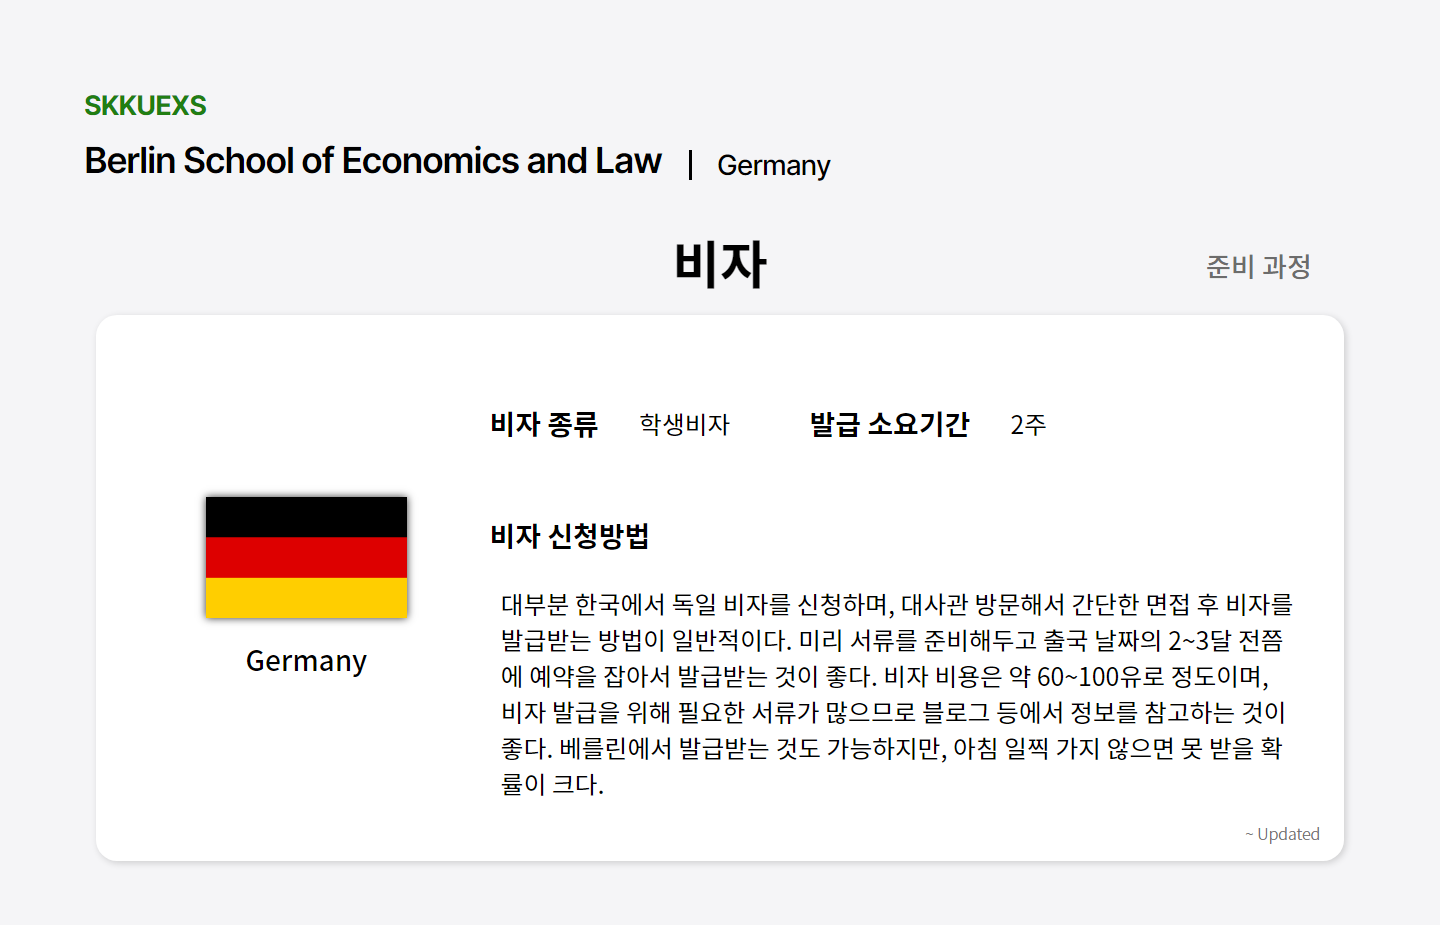 SKKUEXS
Berlin School of Economics and Law | Germany
비자
준비 과정
비자 종류 학생비자 발급 소요기간 2주
비자 신청방법
대부분 한국에서 독일 비자를 신청하며, 대사관 방문해서 간단한 면접 후 비자를
발급받는 방법이 일반적이다. 미리 서류를 준비해두고 출국 날짜의 2~3달 전쯤
에 예약을 잡아서 발급받는 것이 좋다. 비자 비용은 약 60~100유로 정도이며,
비자 발급을 위해 필요한 서류가 많으므로 블로그 등에서 정보를 참고하는 것이
좋다. 베를린에서 발급받는 것도 가능하지만, 아침 일찍 가지 않으면 못 받을 확
률이 크다.
Germany
~ Updated